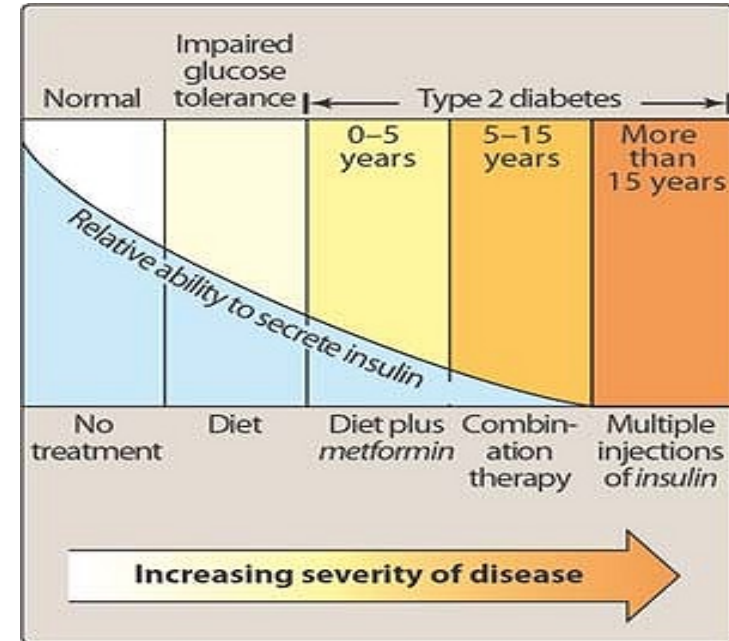 Normal
Impaired
glucose
tolerance
Type 2 diabetes
0–5
years
5–15
years
More
than
15 years
Relative ability to secrete insulin
No
treatment
Diet
Diet plus
metformin
Combin-
ation
therapy
Multiple
injections
of insulin
Increasing severity of disease